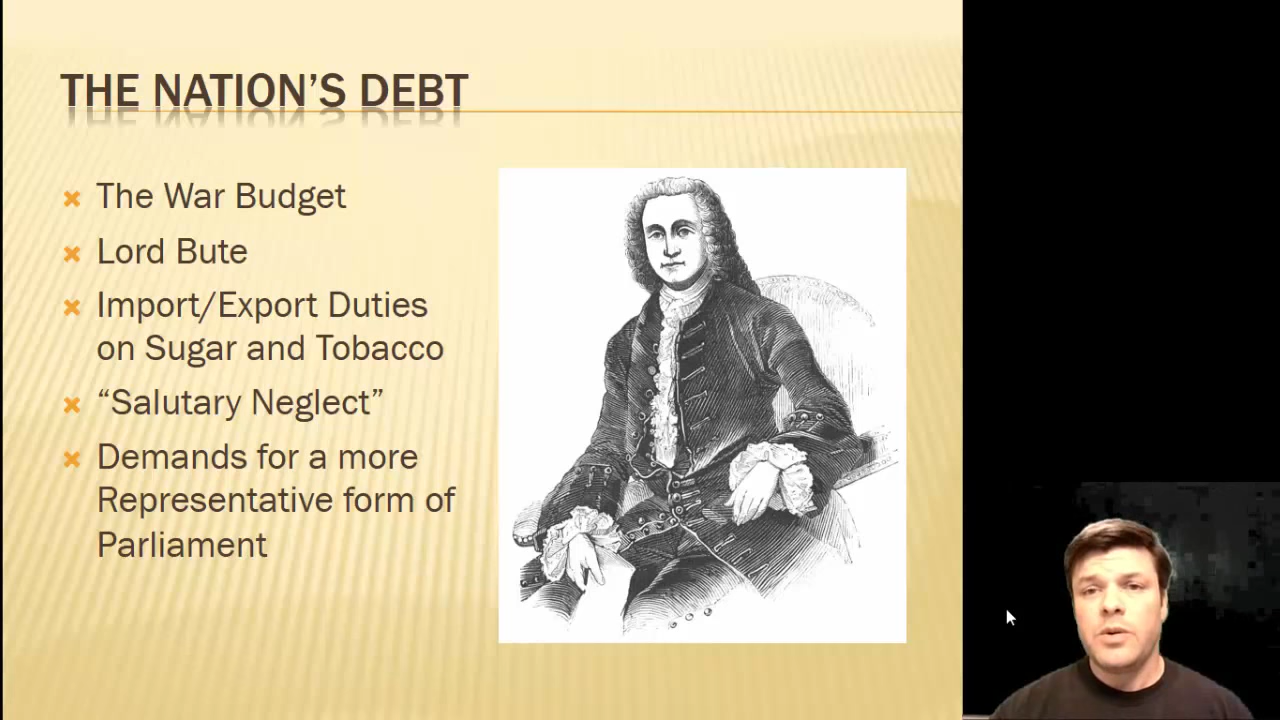 THE NATION’S DEBT
The War Budget
Lord Bute
Import/Export Duties
on Sugar and Tobacco
“Salutary Neglect”
Demands for a more
Representative form of
Parliament